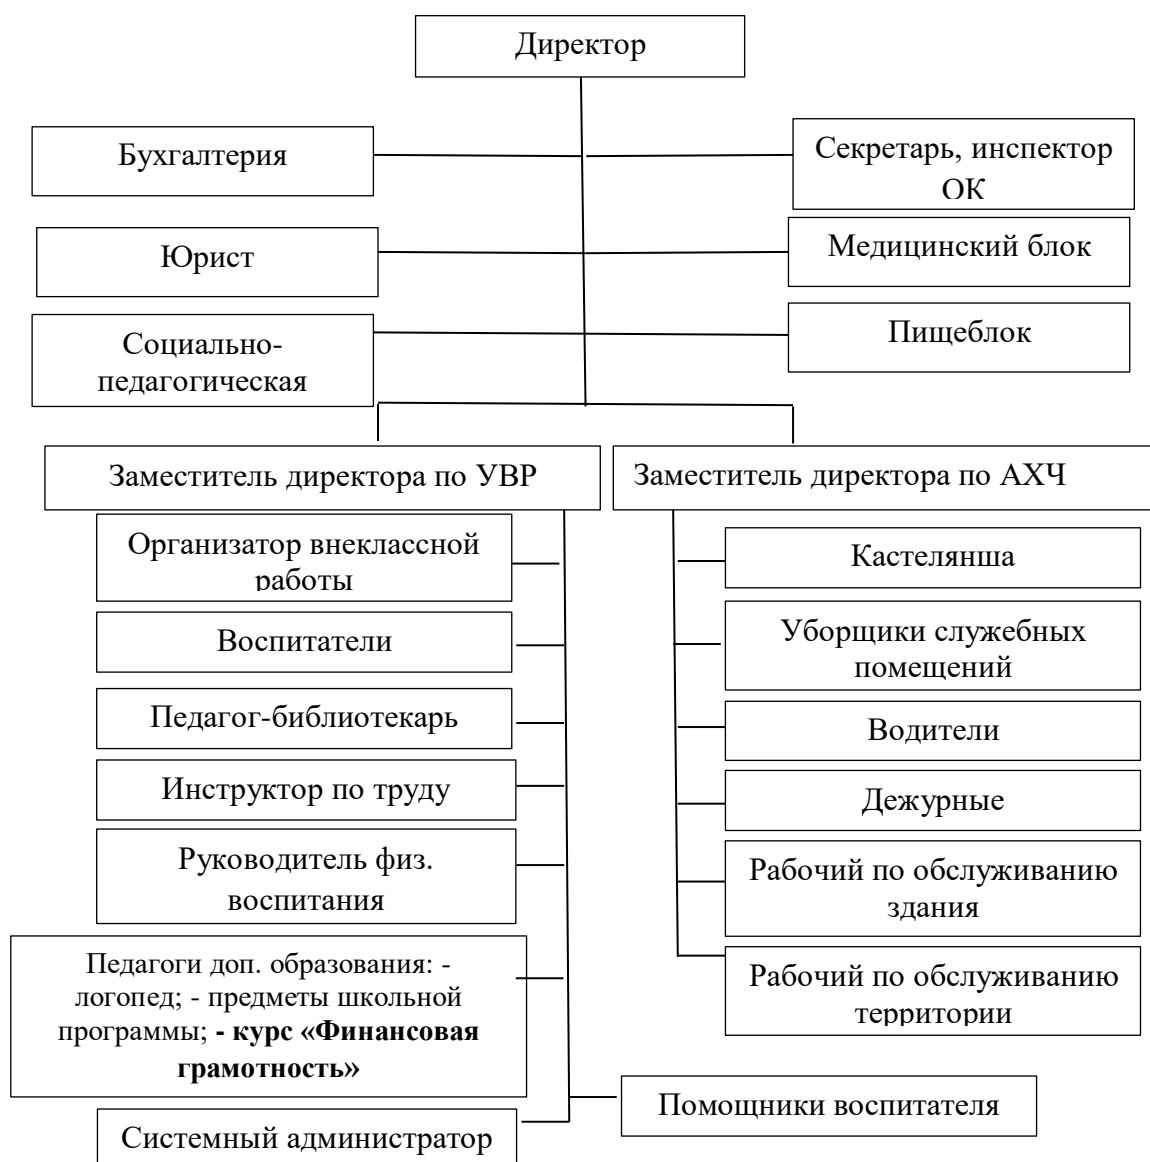 Директор
Бухгалтерия
Секретарь, инспектор
ОК
Юрист
Медицинский блок
Социально-
педагогическая
Пищеблок
Заместитель директора по УВР
Заместитель директора по АХЧ
Организатор внеклассной
работы
Воспитатели
Педагог-библиотекарь
Инструктор по труду
Руководитель физ.
воспитания
Педагоги доп. образования: -
логопед; - предметы школьной
программы; - курс «Финансовая
грамотность»
Системный администратор
Кастелянша
Уборщики служебных
помещений
Водители
Дежурные
Рабочий по обслуживанию
здания
Рабочий по обслуживанию
территории
Помощники воспитателя